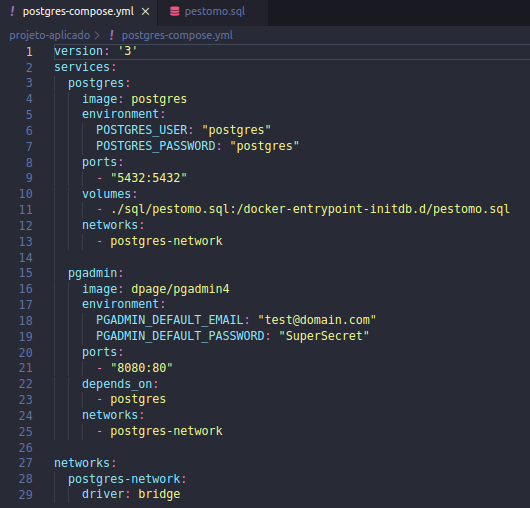 ! postgres-compose.yml × pestomo.sql
projeto-aplicado > ! postgres-compose.yml
1 version: '3'
2 services:
3   postgres:
4     image: postgres
5     environment:
6       POSTGRES_USER: "postgres"
7       POSTGRES_PASSWORD: "postgres"
8     ports:
9       - "5432:5432"
10     volumes:
11       - ./sql/pestomo.sql:/docker-entrypoint-initdb.d/pestomo.sql
12     networks:
13       - postgres-network
14
15   pgadmin:
16     image: dpage/pgadmin4
17     environment:
18       PGADMIN_DEFAULT_EMAIL: "test@domain.com"
19       PGADMIN_DEFAULT_PASSWORD: "SuperSecret"
20     ports:
21       - "8080:80"
22     depends_on:
23       - postgres
24     networks:
25       - postgres-network
26
27 networks:
28   postgres-network:
29     driver: bridge